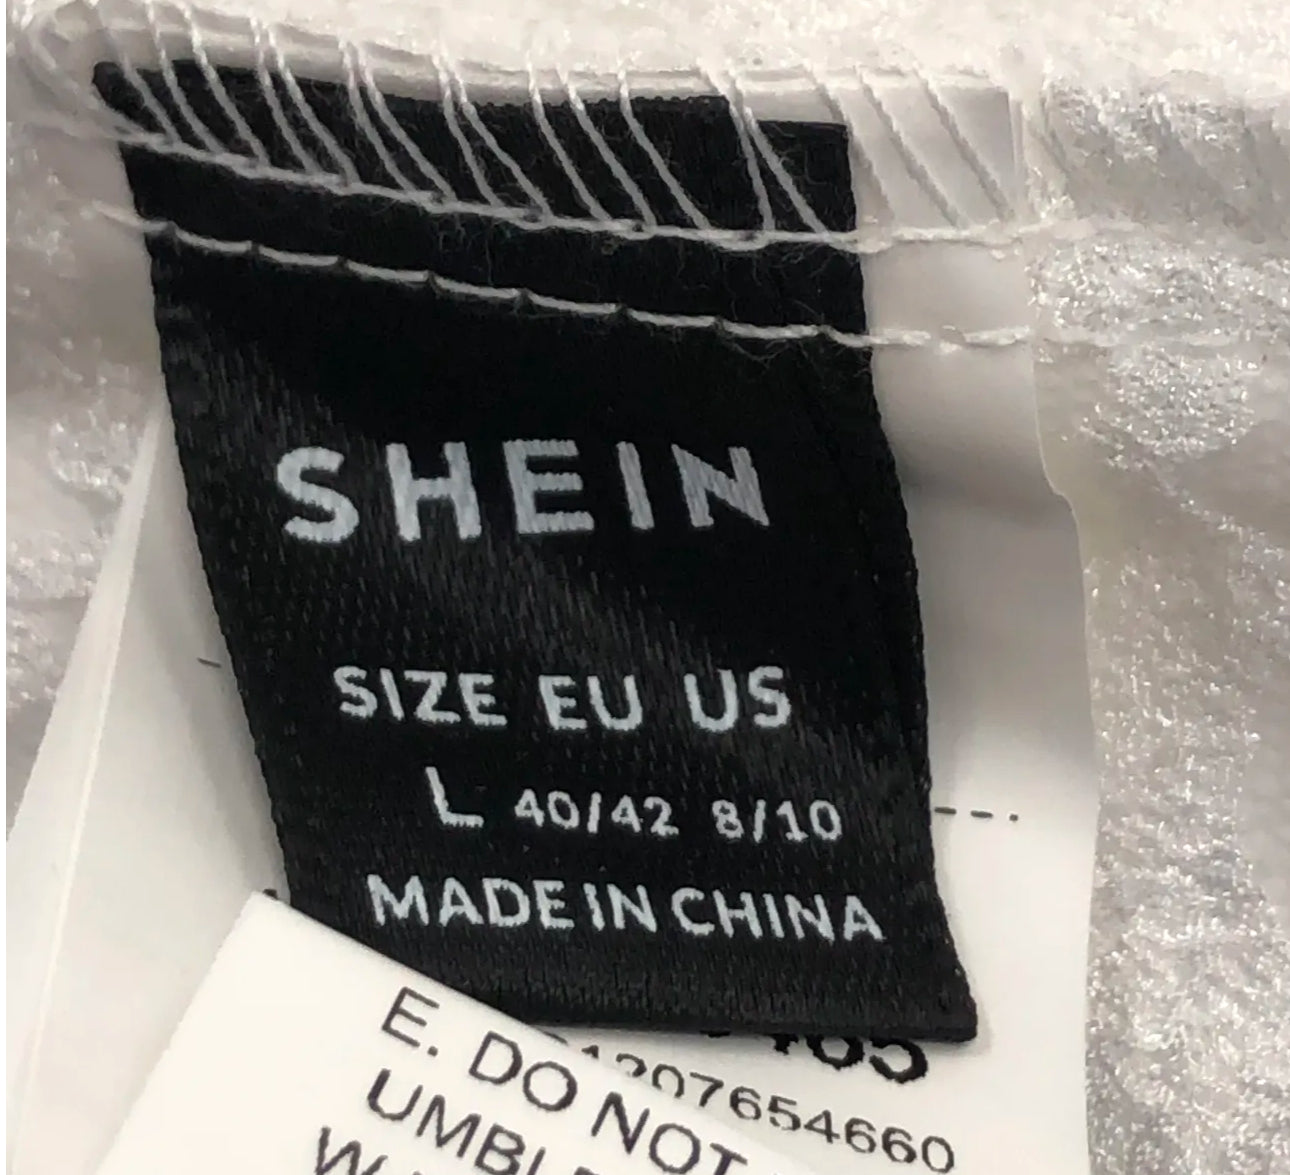 SHEIN
SIZE EU US
L 40/42 8/10
MADE IN CHINA
E. DO NOT
207654660